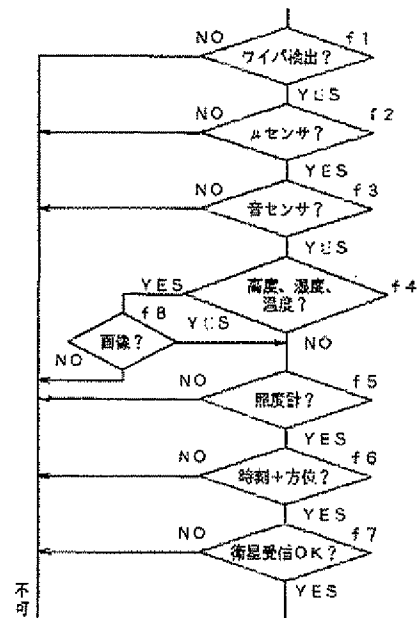 NO
f1
ワイパ検出?
YES
NO
f2
μセンサ?
YES
NO
f3
音センサ?
YES
YES
高度、湿度、
温度?
f4
f8
画像?
YES
NO
NO
NO
f5
照度計?
YES
NO
f6
時刻+方位?
YES
NO
f7
衛星受信OK?
YES
不可